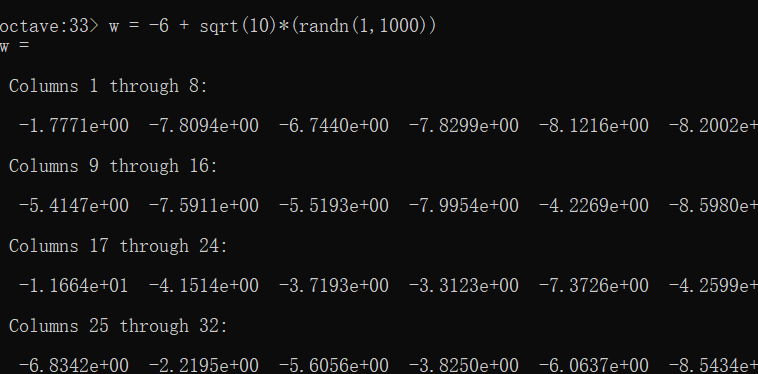 octave:33> w = -6 + sqrt(10)*(randn(1,1000))
w =
Columns 1 through 8:
-1.7771e+00 -7.8094e+00 -6.7440e+00 -7.8299e+00 -8.1216e+00 -8.2002e+
Columns 9 through 16:
-5.4147e+00 -7.5911e+00 -5.5193e+00 -7.9954e+00 -4.2269e+00 -8.5980e+
Columns 17 through 24:
-1.1664e+01 -4.1514e+00 -3.7193e+00 -3.3123e+00 -7.3726e+00 -4.2599e+
Columns 25 through 32:
-6.8342e+00 -2.2195e+00 -5.6056e+00 -3.8250e+00 -6.0637e+00 -8.5434e+